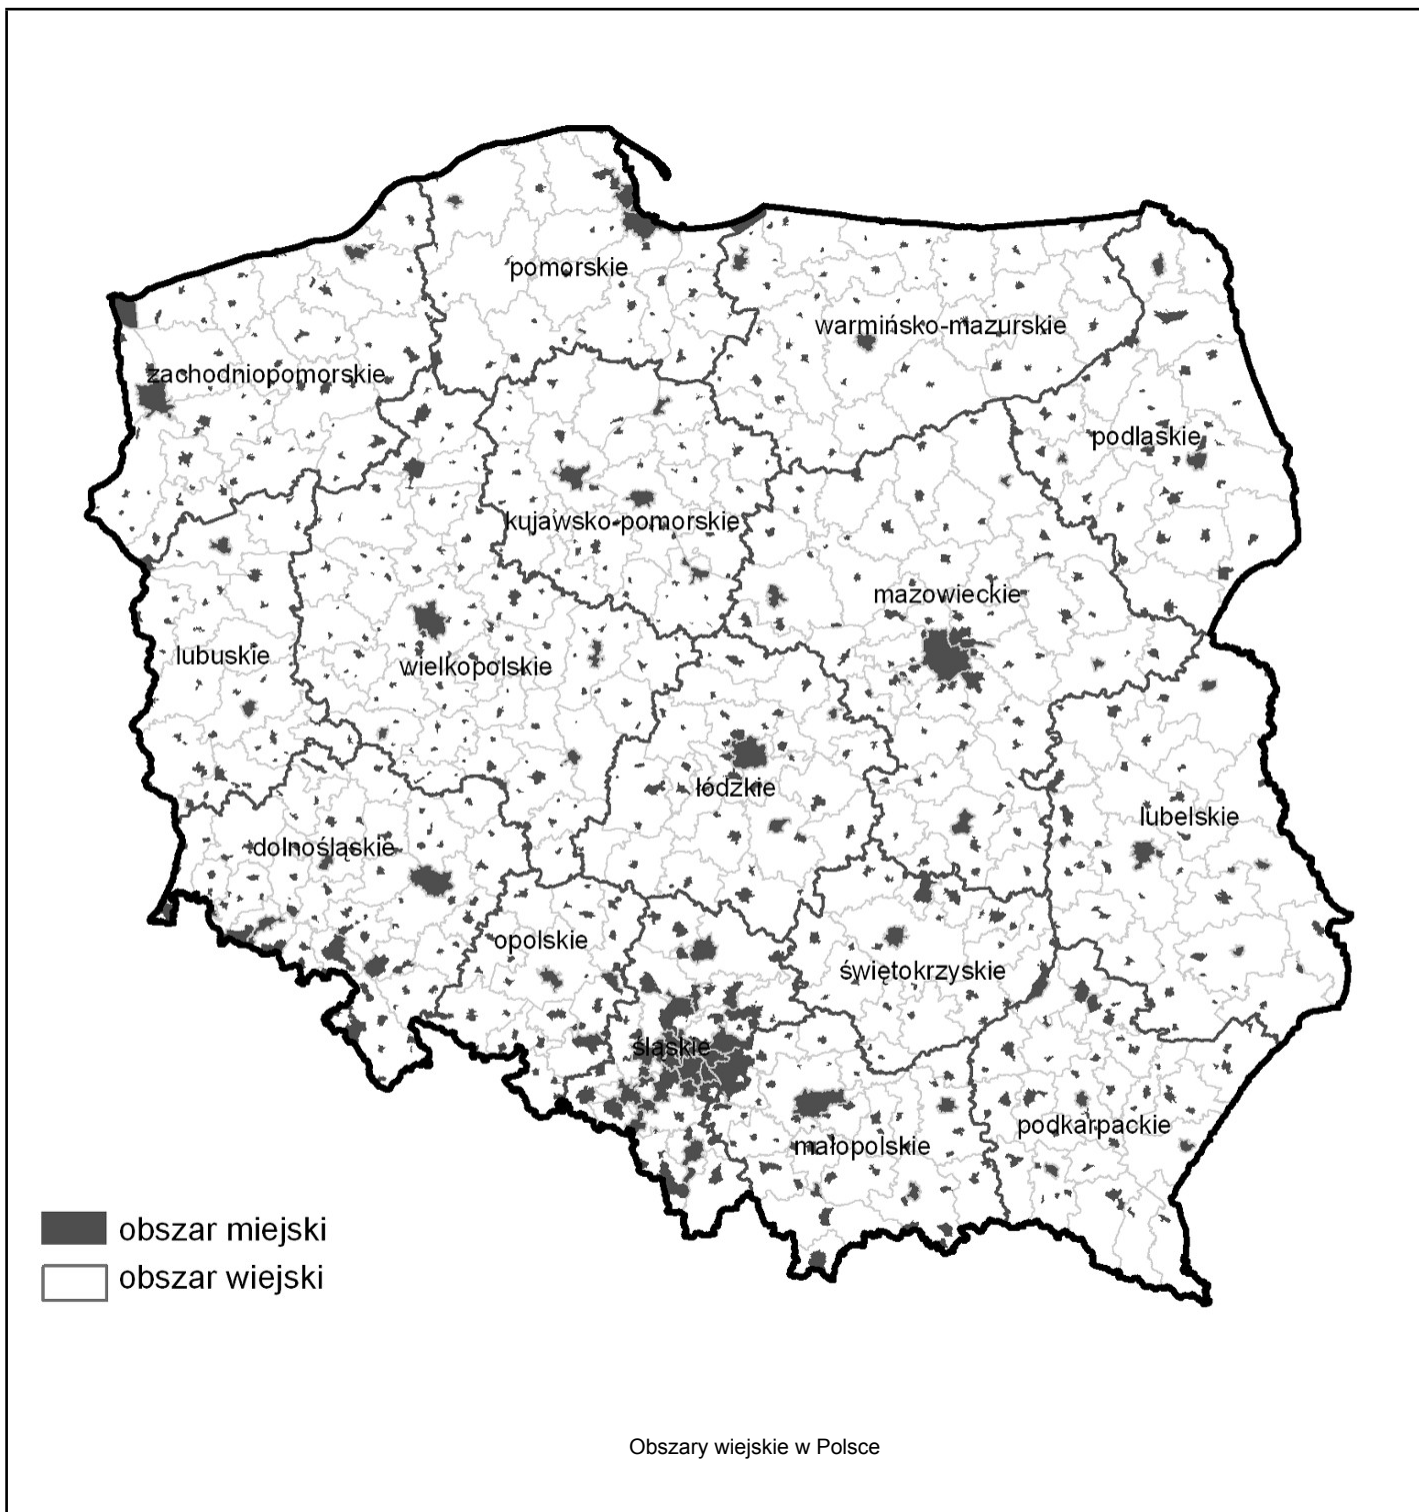 pomorskie
warmińsko-mazurskie
zachodniopomorskie
podlaskie
kujawsko-pomorskie
mazowieckie
lubuskie
wielkopolskie
łódzkie
lubelskie
dolnośląskie
opolskie
świętokrzyskie
śląskie
podkarpackie
małopolskie
obszar miejski
obszar wiejski
Obszary wiejskie w Polsce